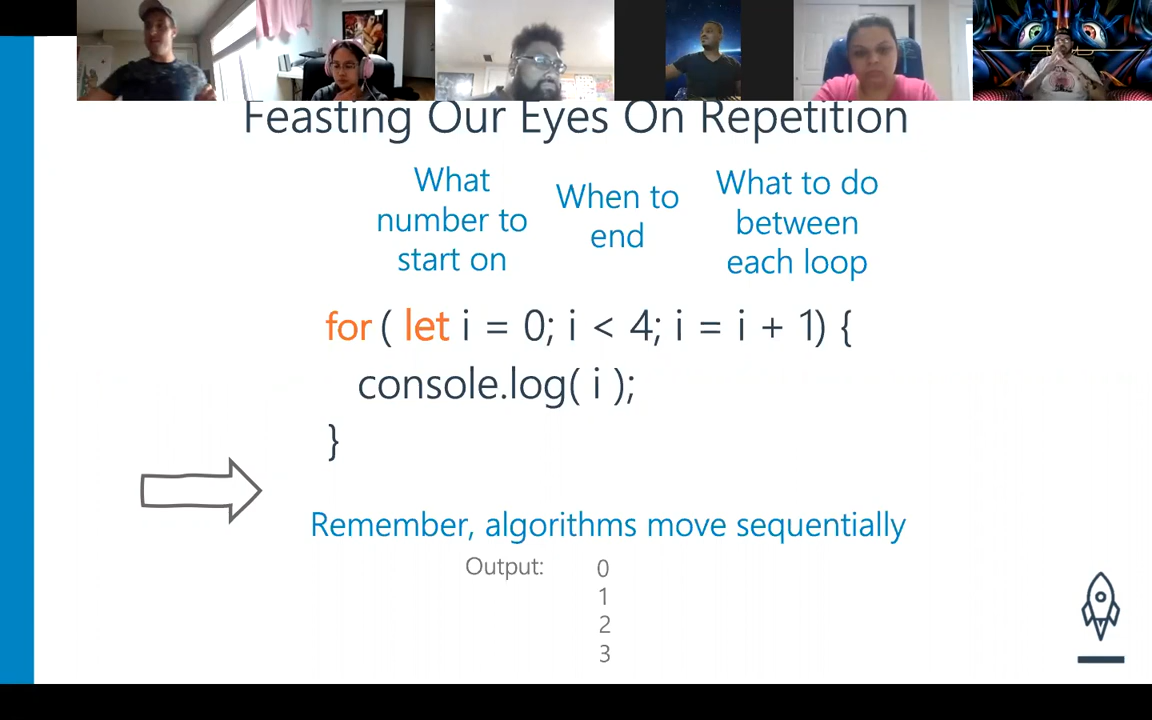 Feasting Our Eyes On Repetition
What
number to
start on
When to
end
What to do
between
each loop
for ( let i = 0; i < 4; i = i + 1) {
console.log( i );
}
Remember, algorithms move sequentially
Output: 0
1
2
3